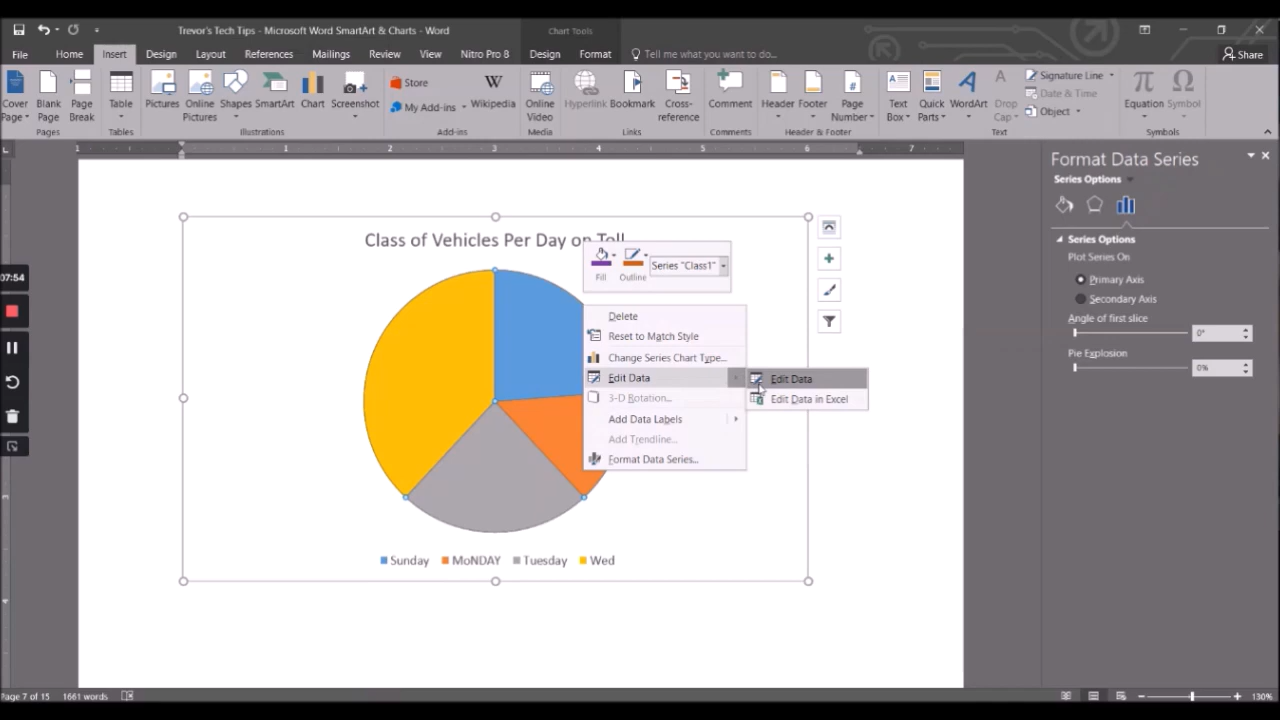 Trevor's Tech Tips - Microsoft Word SmartArt & Charts - Word
Chart Tools
File Home Insert Design Layout References Mailings Review View Nitro Pro 8 Design Format Tell me what you want to do... Share
Cover Page
Blank Page
Page Break
Table
Pictures
Online Pictures
Shapes
SmartArt
Chart
Screenshot
Store
My Add-ins
Wikipedia
Online Video
Hyperlink
Bookmark
Cross-reference
Comment
Header
Footer
Page Number
Text Box
Quick Parts
WordArt
Drop Cap
Signature Line
Date & Time
Object
Equation
Symbol
Pages Tables Illustrations Add-ins Media Links Comments Header & Footer Text Symbols
1 1 2 3 4 5 6 7
Format Data Series
Series Options
Series Options
Plot Series On
Primary Axis
Secondary Axis
Angle of first slice
0°
Pie Explosion
0%
Class of Vehicles Per Day on Toll
Fill
Outline
Series "Class1"
07:54
Delete
Reset to Match Style
Change Series Chart Type...
Edit Data
3-D Rotation...
Add Data Labels
Add Trendline...
Format Data Series...
Edit Data
Edit Data in Excel
Sunday MoNDAY Tuesday Wed
Page 7 of 15 1661 words
130%